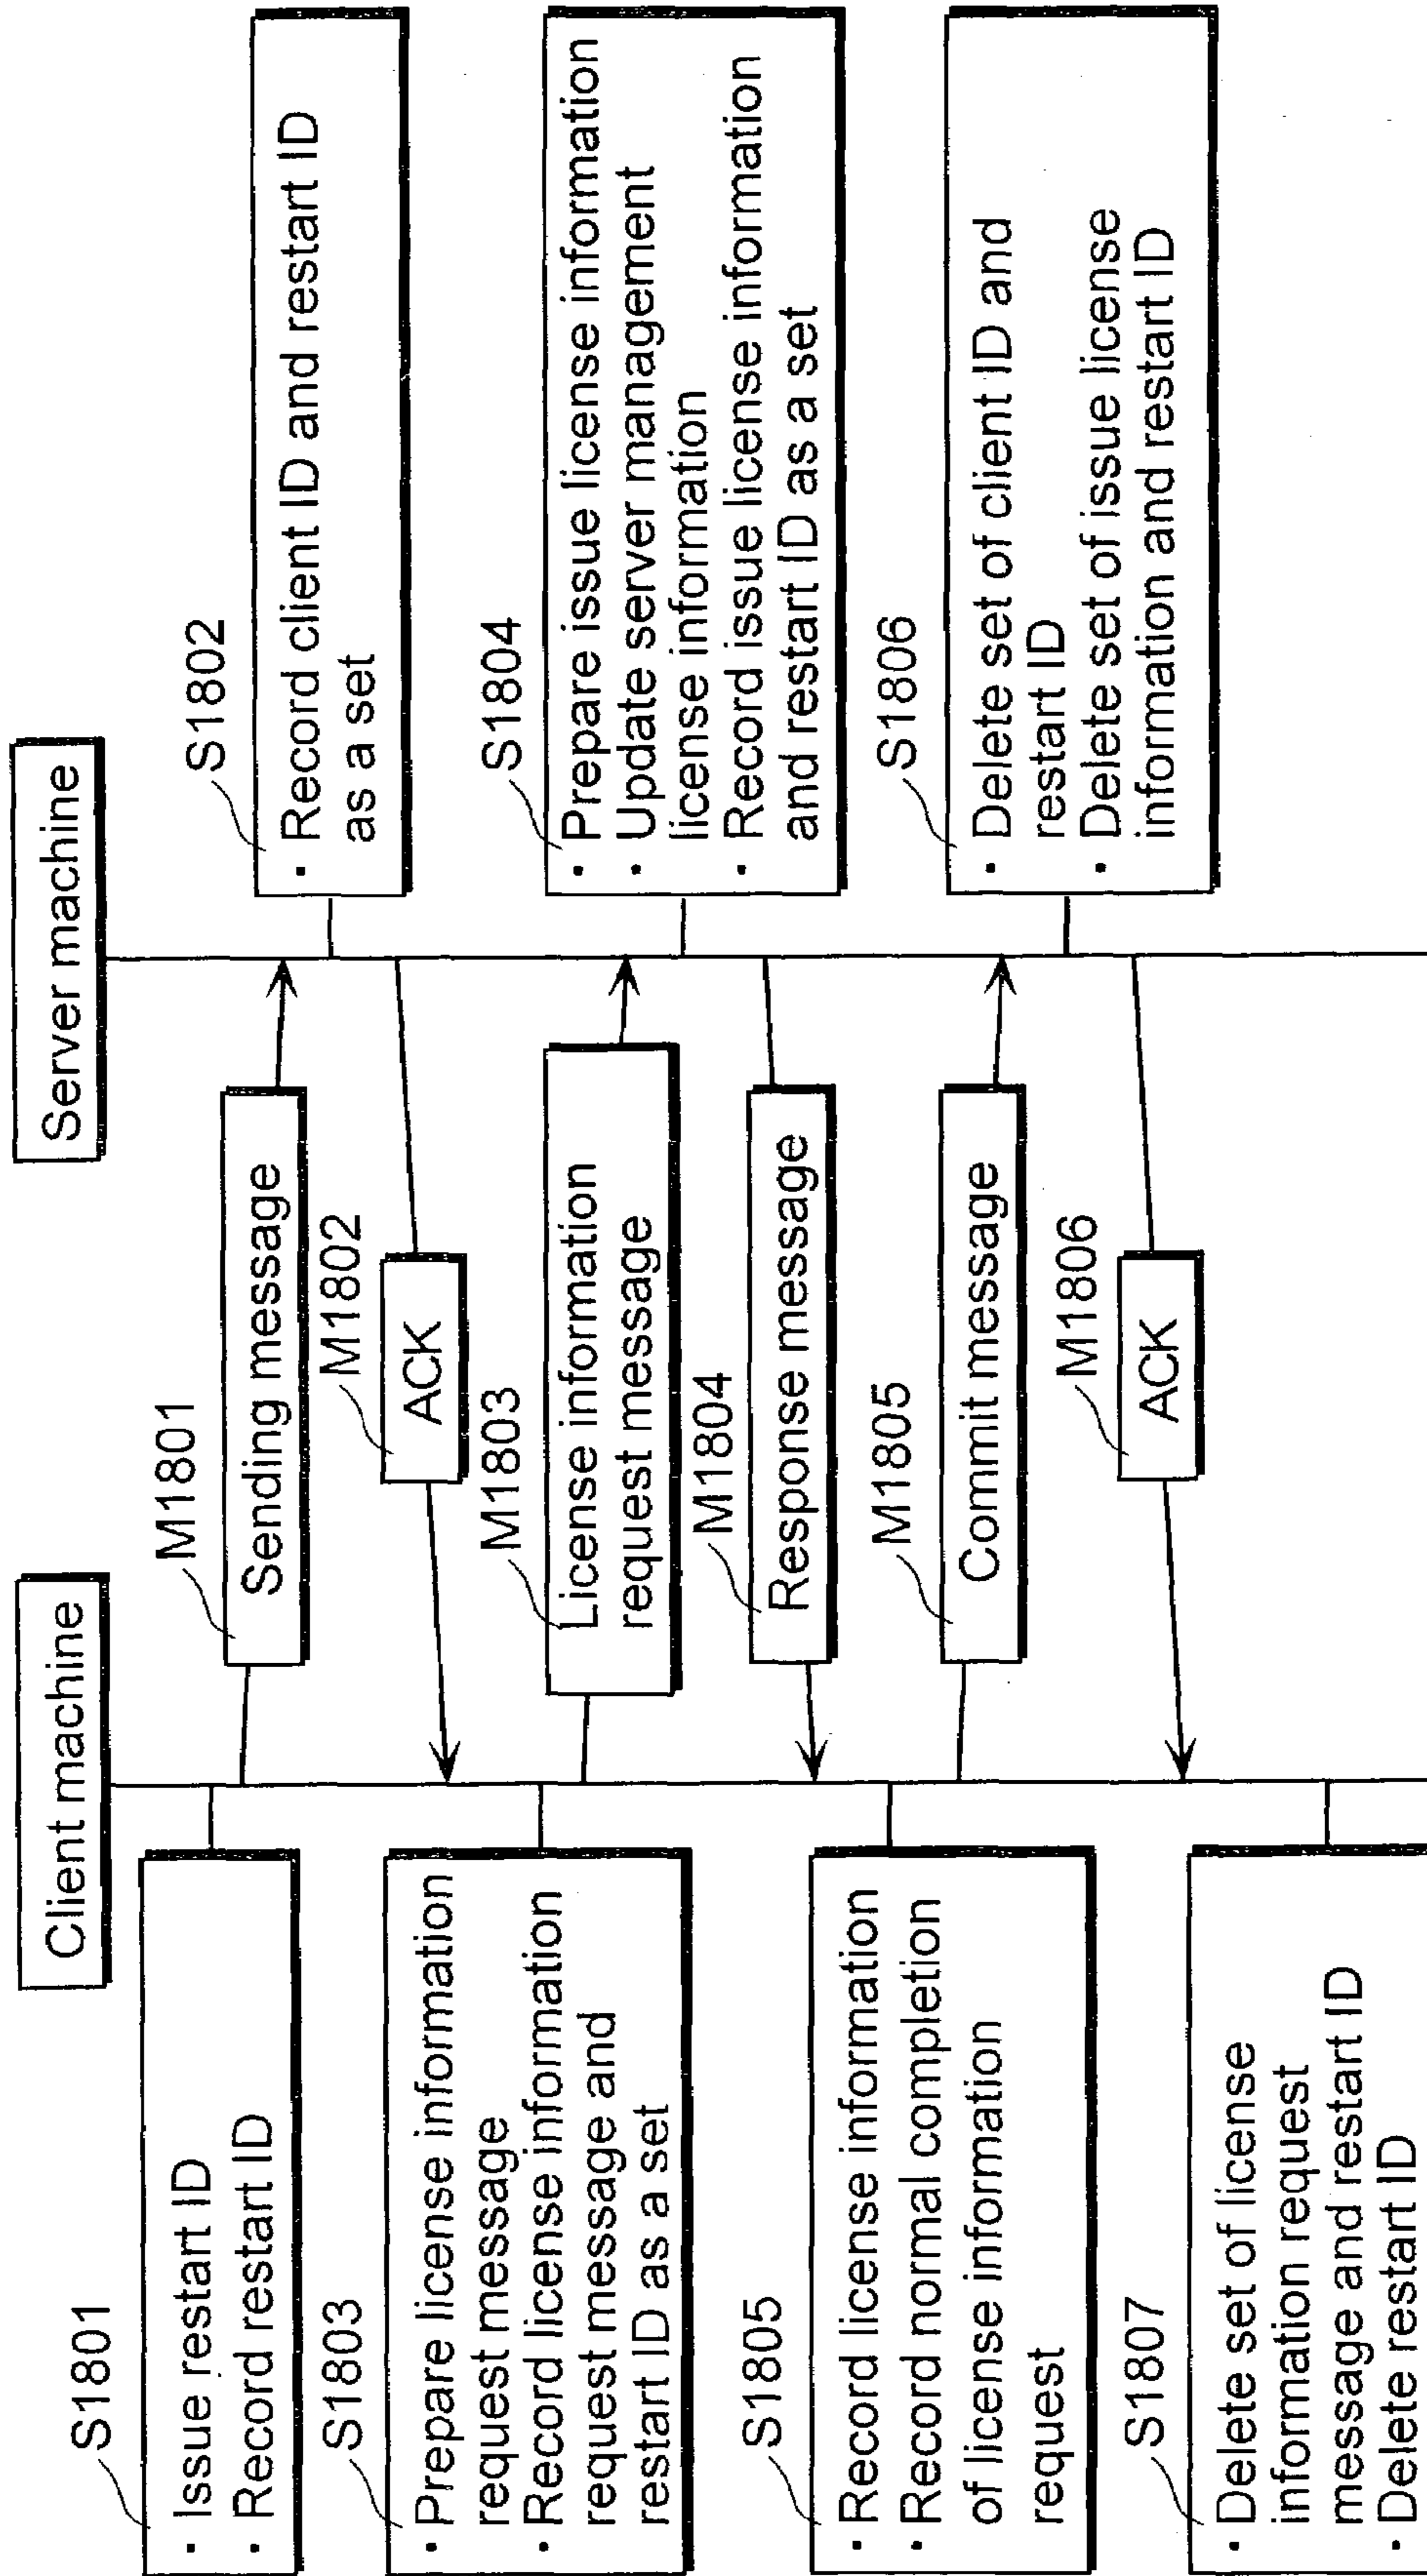 Client machine
Server machine
S1801
· Issue restart ID
· Record restart ID
M1801
Sending message
S1802
· Record client ID and restart ID
as a set
M1802
ACK
S1803
· Prepare license information
request message
· Record license information
request message and
restart ID as a set
M1803
License information
request message
S1804
· Prepare issue license information
· Update server management
license information
· Record issue license information
and restart ID as a set
M1804
Response message
S1805
· Record license information
· Record normal completion
of license information
request
M1805
Commit message
S1806
· Delete set of client ID and
restart ID
· Delete set of issue license
information and restart ID
M1806
ACK
S1807
· Delete set of license
information request
message and restart ID
· Delete restart ID